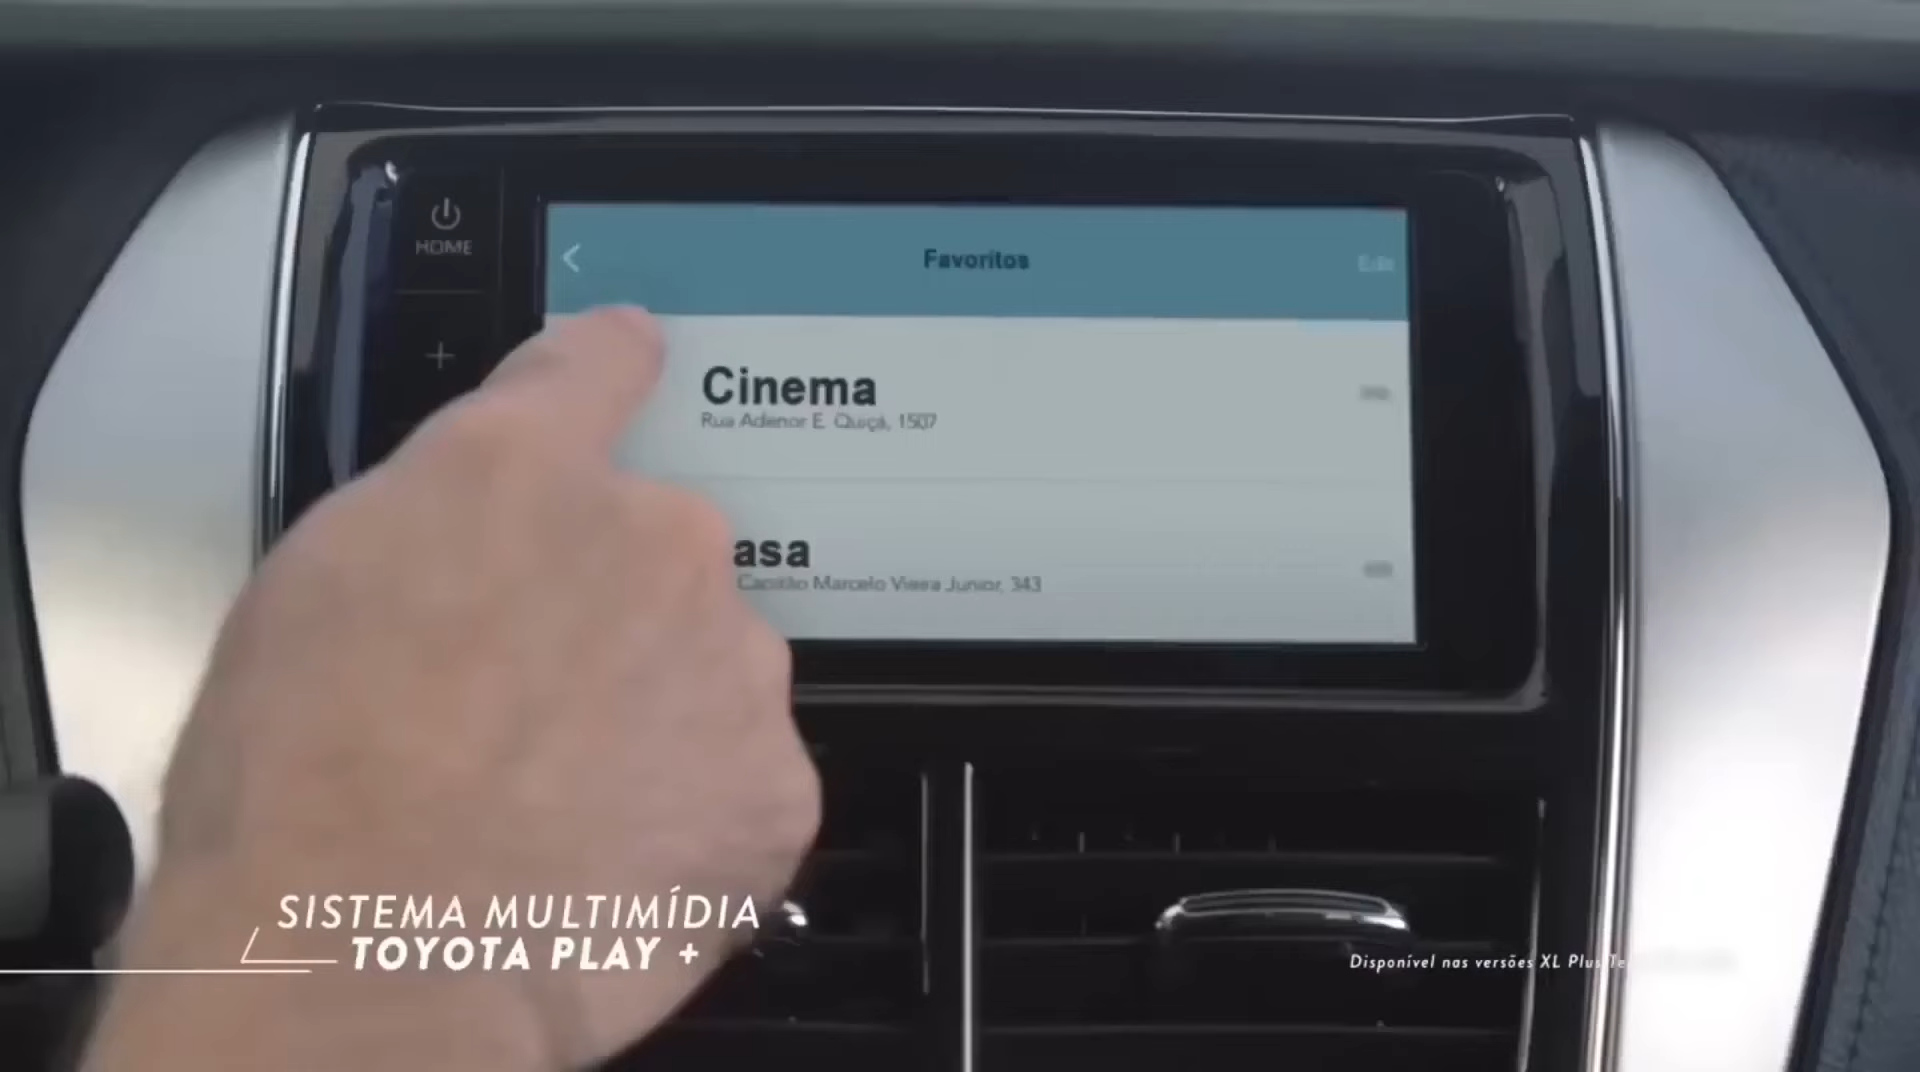 HOME
Favoritos
Edit
+
Cinema
Rua Adenor E. Quiçá, 1507
asa
Capitão Marcelo Vieira Junior, 343
SISTEMA MULTIMÍDIA
TOYOTA PLAY +
Disponível nas versões XL Plus